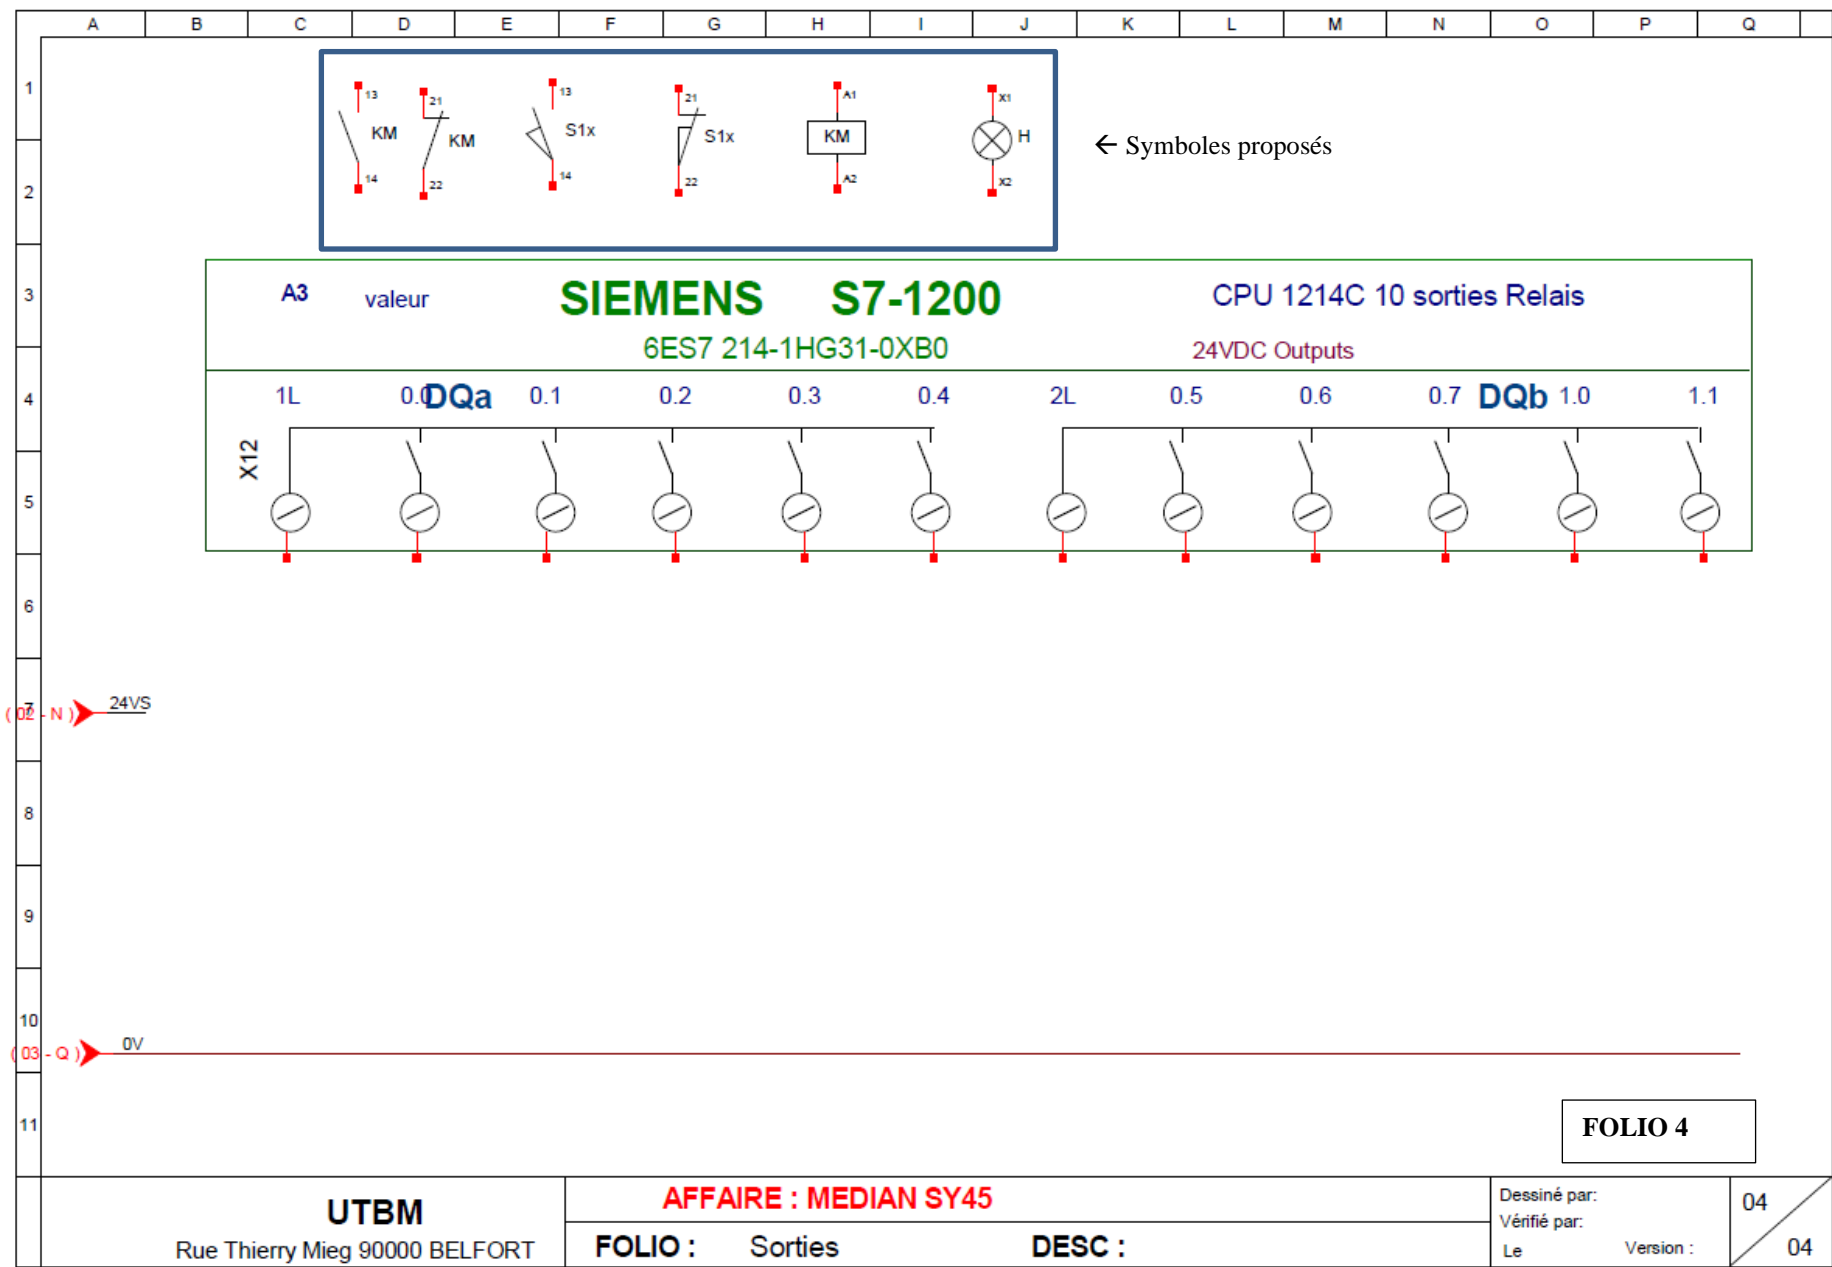 A B C D E F G H I J K L M N O P Q
1
13 21 13 21 A1 X1
KM KM S1x S1x KM H
← Symboles proposés
14 22 14 22 A2 X2
2
3
A3 valeur SIEMENS S7-1200 CPU 1214C 10 sorties Relais
6ES7 214-1HG31-0XB0 24VDC Outputs
4
1L 0.0 DQa 0.1 0.2 0.3 0.4 2L 0.5 0.6 0.7 DQb 1.0 1.1
X12
5
6
7
( 02 - N ) 24VS
8
9
10
( 03 - Q ) 0V
11
FOLIO 4
UTBM
Rue Thierry Mieg 90000 BELFORT
AFFAIRE : MEDIAN SY45
FOLIO : Sorties DESC :
Dessiné par:
Vérifié par:
Le Version :
04
04